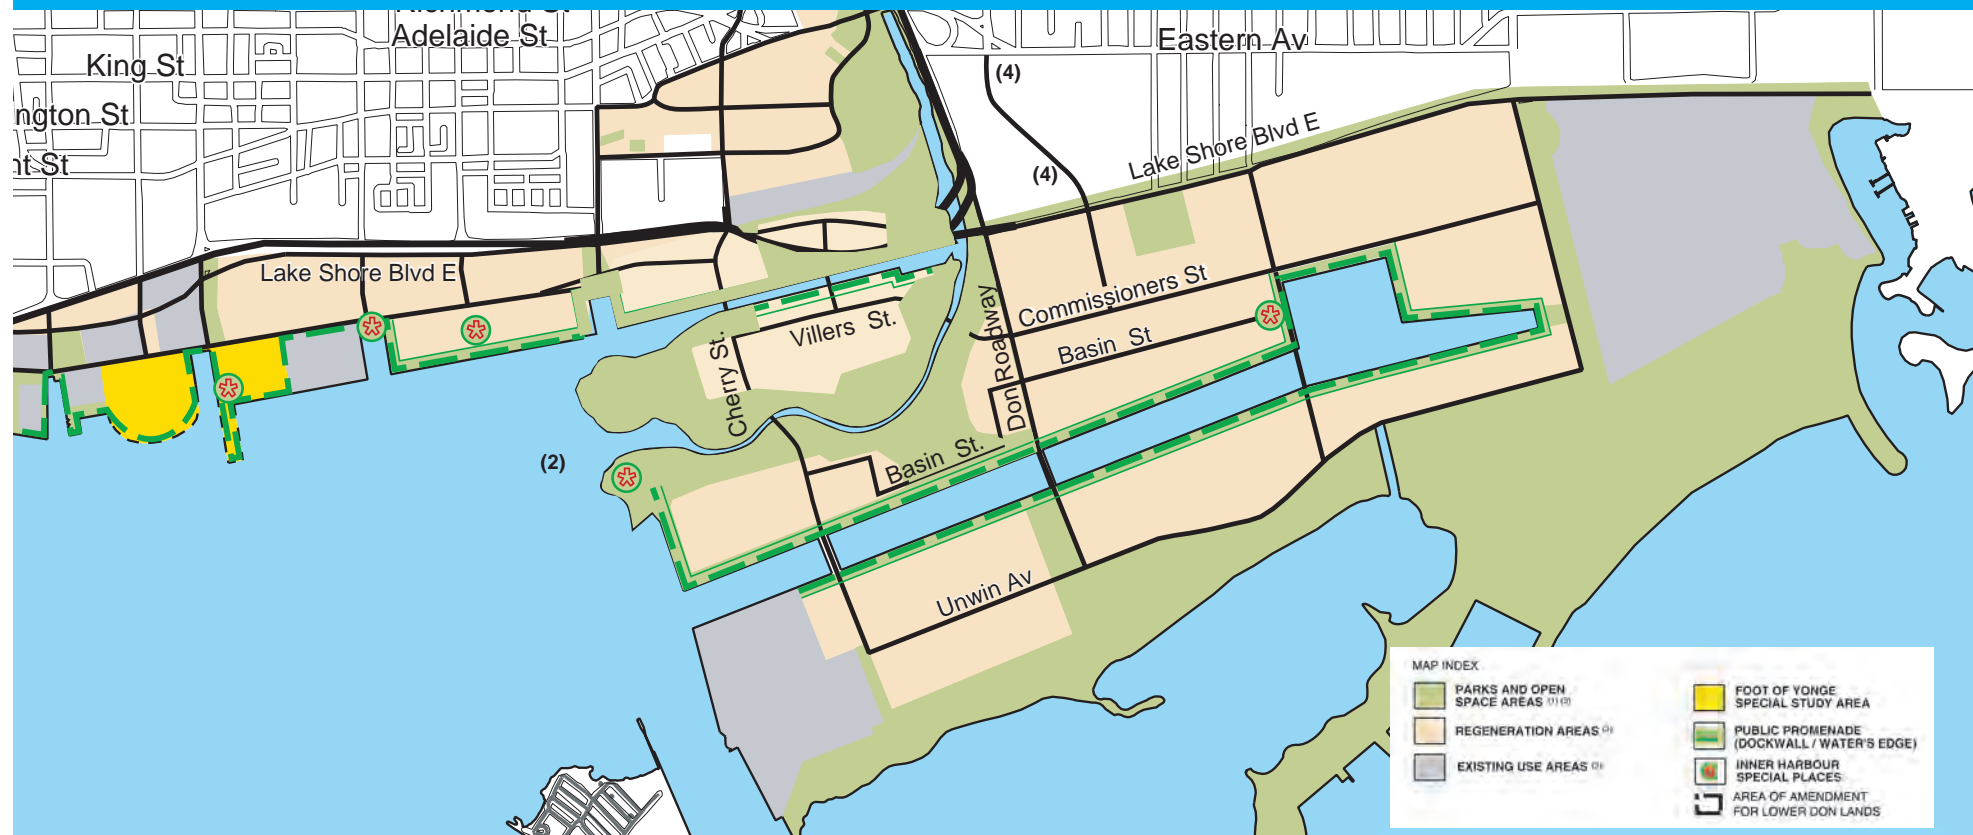 Richmond St
Adelaide St
King St
ngton St
nt St
Eastern Av
(4)
(4)
Lake Shore Blvd E
Lake Shore Blvd E
Commissioners St
Basin St
Villers St.
Cherry St.
Don Roadway
Basin St.
(2)
Unwin Av
MAP INDEX
PARKS AND OPEN
SPACE AREAS
REGENERATION AREAS
EXISTING USE AREAS
FOOT OF YONGE
SPECIAL STUDY AREA
PUBLIC PROMENADE
(DOCKWALL / WATER'S EDGE)
INNER HARBOUR
SPECIAL PLACES
AREA OF AMENDMENT
FOR LOWER DON LANDS